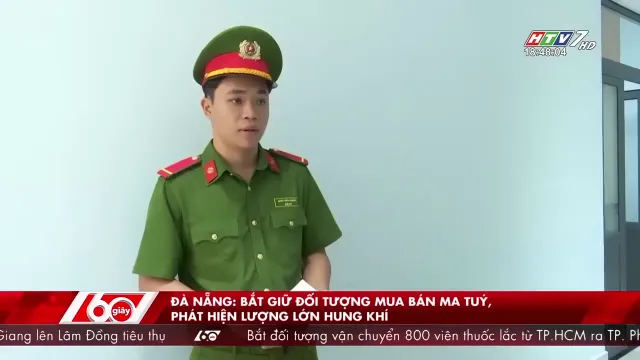 HTV7 HD
18:48:04
60 giây
ĐÀ NẴNG: BẮT GIỮ ĐỐI TƯỢNG MUA BÁN MA TUÝ,
PHÁT HIỆN LƯỢNG LỚN HUNG KHÍ
Giang lên Lâm Đồng tiêu thụ 60 Bắt đối tượng vận chuyển 800 viên thuốc lắc từ TP.HCM ra TP. P